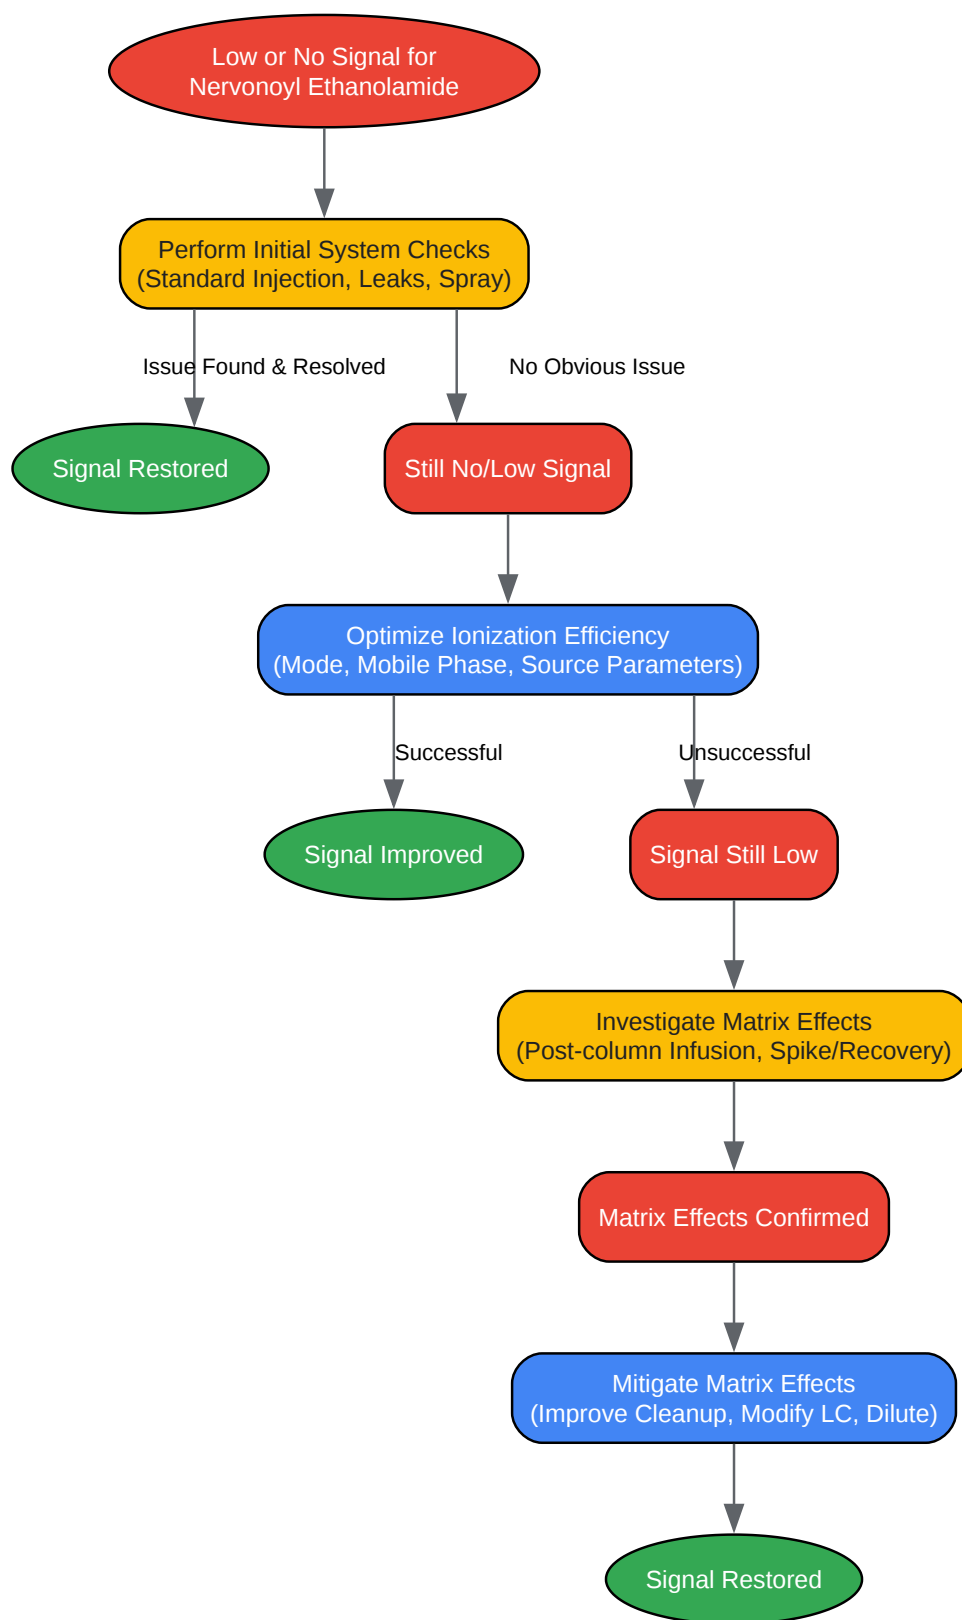 Low or No Signal for
Nervonoyl Ethanolamide
Perform Initial System Checks
(Standard Injection, Leaks, Spray)
Issue Found & Resolved
No Obvious Issue
Signal Restored
Still No/Low Signal
Optimize Ionization Efficiency
(Mode, Mobile Phase, Source Parameters)
Successful
Unsuccessful
Signal Improved
Signal Still Low
Investigate Matrix Effects
(Post-column Infusion, Spike/Recovery)
Matrix Effects Confirmed
Mitigate Matrix Effects
(Improve Cleanup, Modify LC, Dilute)
Signal Restored